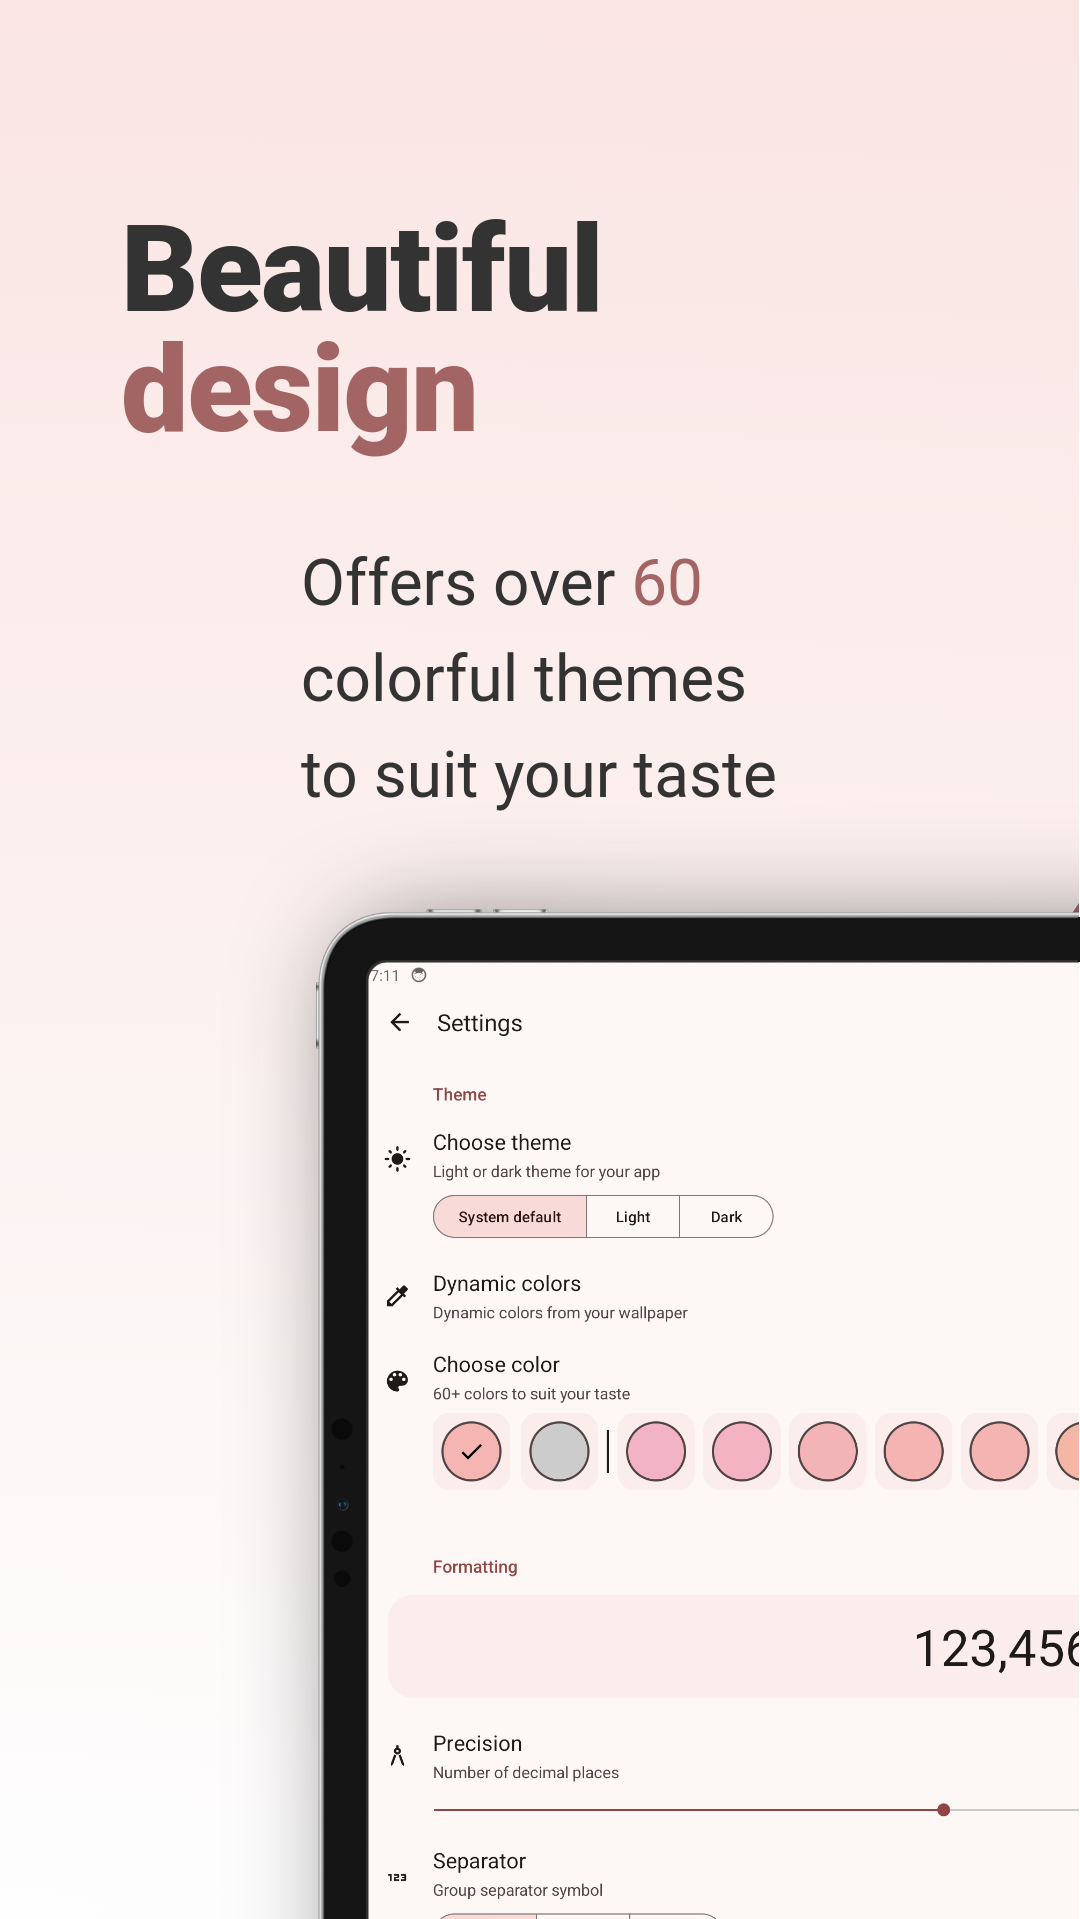 Beautiful
design
Offers over 60
colorful themes
to suit your taste
7:11
Settings
Theme
Choose theme
Light or dark theme for your app
System default Light Dark
Dynamic colors
Dynamic colors from your wallpaper
Choose color
60+ colors to suit your taste
Formatting
123,456
Precision
Number of decimal places
123 Separator
Group separator symbol